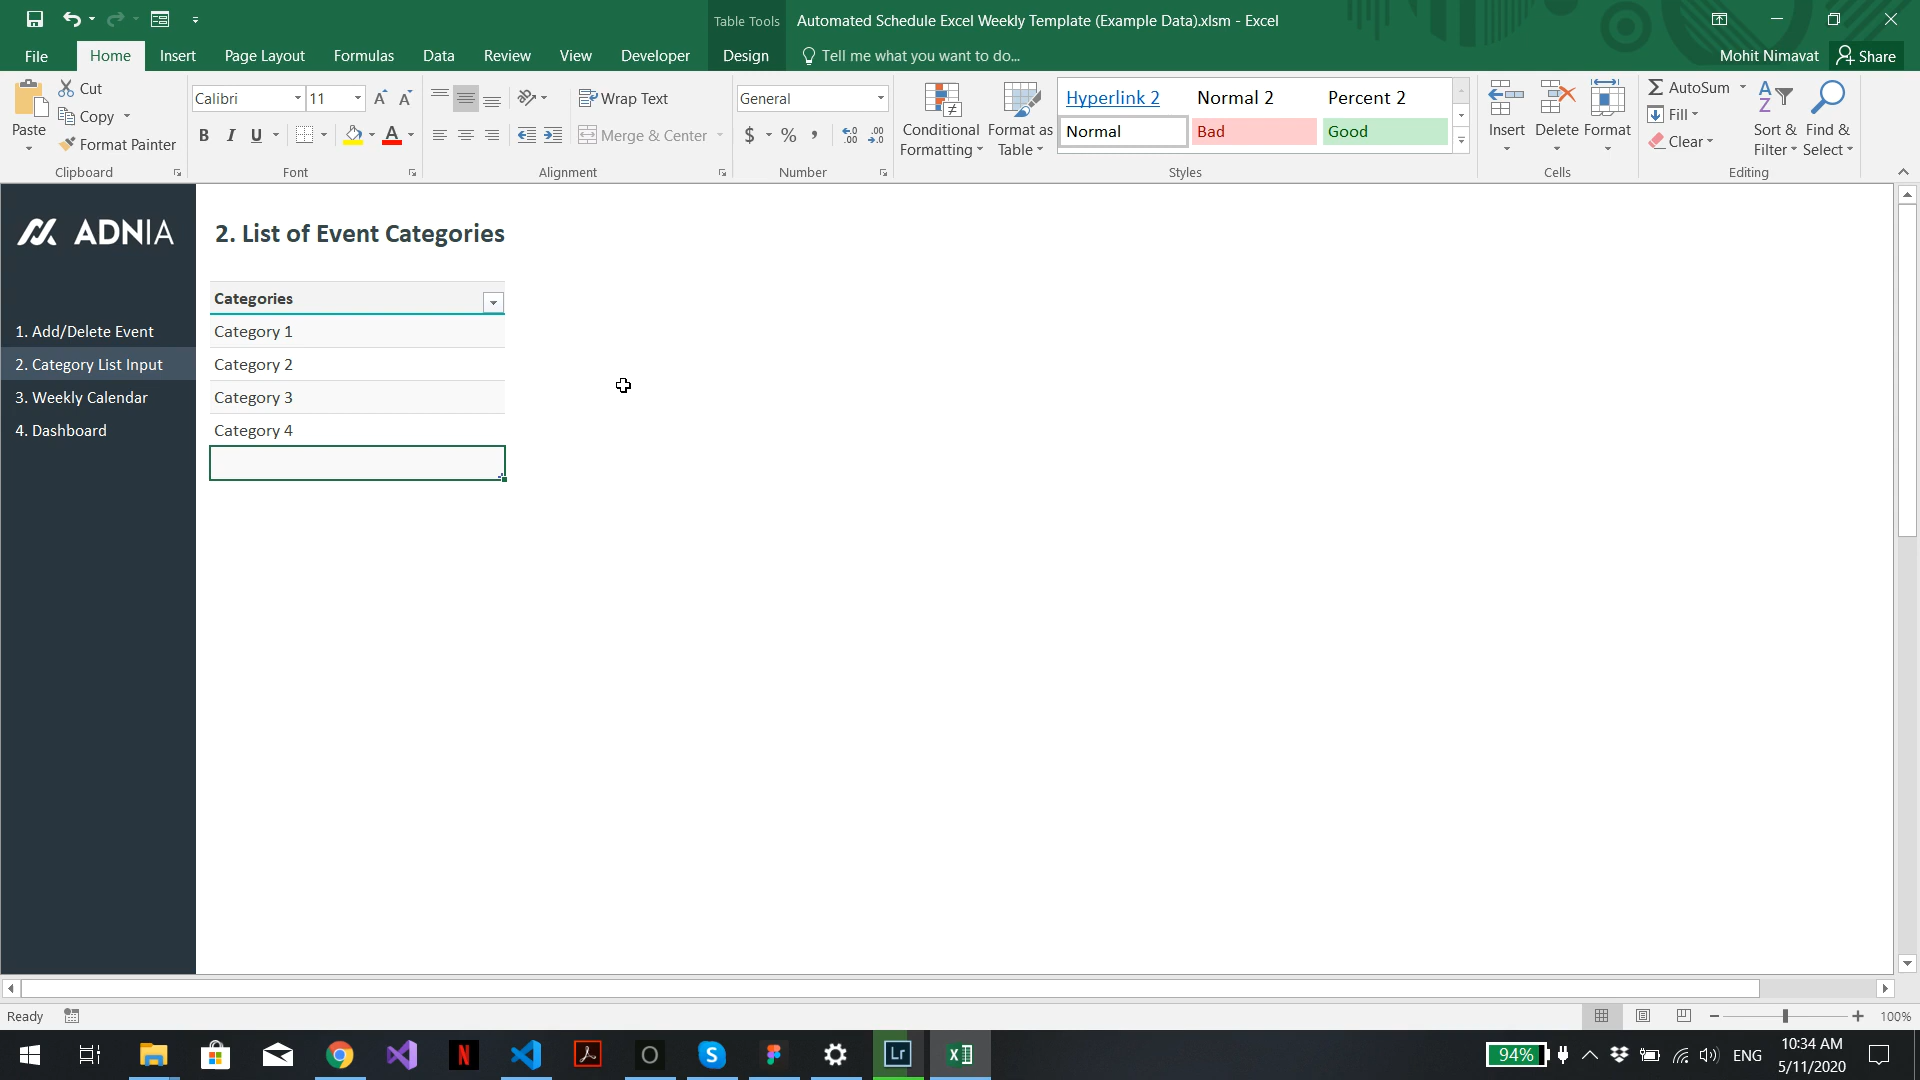 Table Tools
Automated Schedule Excel Weekly Template (Example Data).xlsm - Excel
File
Home
Insert
Page Layout
Formulas
Data
Review
View
Developer
Design
Tell me what you want to do...
Mohit Nimavat
Share
Paste
Cut
Copy
Format Painter
Clipboard
Calibri
11
B I U
Font
Wrap Text
Merge & Center
Alignment
General
$ % ,
Number
Conditional
Formatting
Format as
Table
Hyperlink 2
Normal 2
Percent 2
Normal
Bad
Good
Styles
Insert
Delete
Format
Cells
AutoSum
Fill
Clear
Sort &
Filter
Find &
Select
Editing
ADNIA
1. Add/Delete Event
2. Category List Input
3. Weekly Calendar
4. Dashboard
2. List of Event Categories
Categories
Category 1
Category 2
Category 3
Category 4
Ready
100%
94%
ENG
10:34 AM
5/11/2020